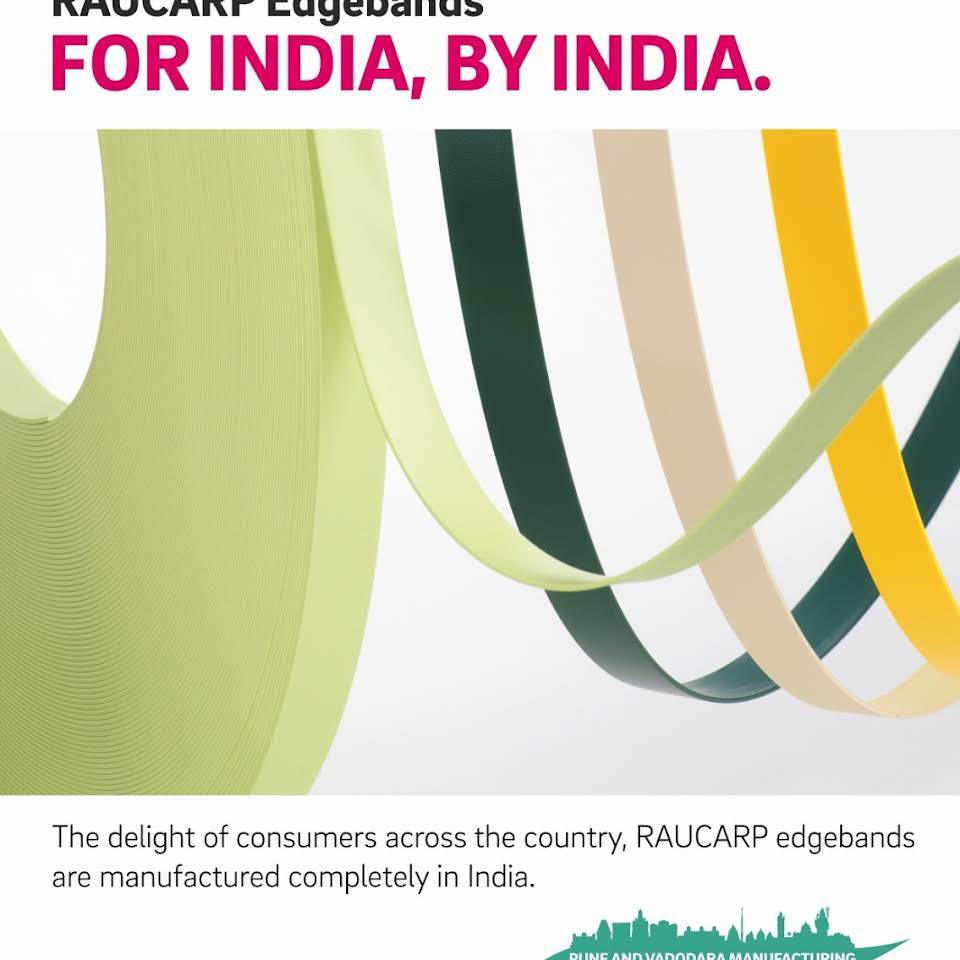 RAUCARP Edgebands
FOR INDIA, BY INDIA.
The delight of consumers across the country, RAUCARP edgebands
are manufactured completely in India.
PUNE AND VADODARA MANUFACTURING